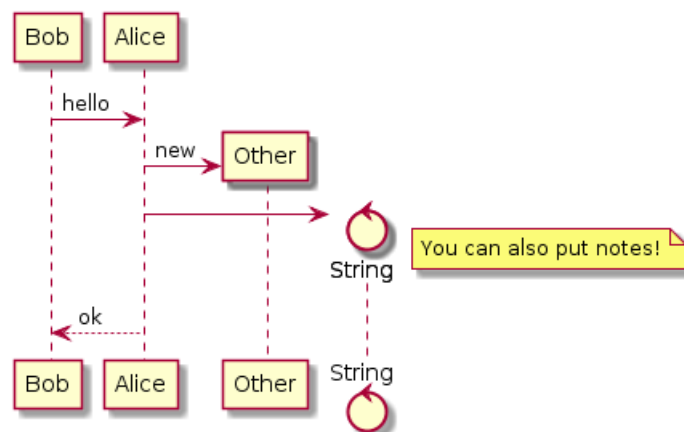 Bob Alice
hello
new
Other
You can also put notes!
String
ok
Bob Alice Other String